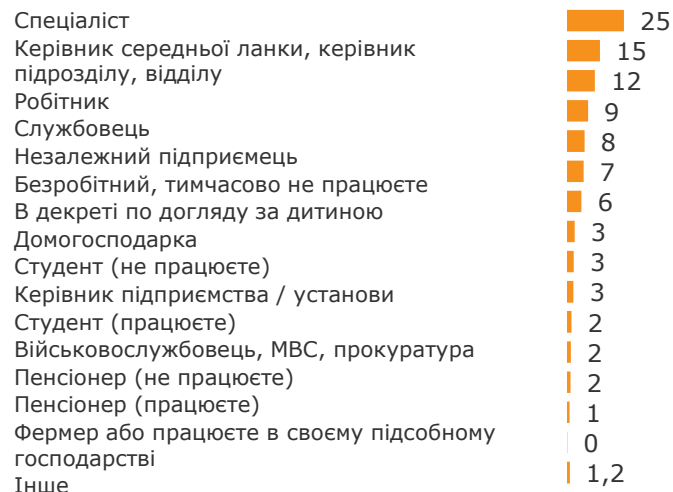 Спеціаліст
25
Керівник середньої ланки, керівник
15
підрозділу, відділу
12
Робітник
9
Службовець
8
Незалежний підприємець
7
Безробітний, тимчасово не працюєте
6
В декреті по догляду за дитиною
3
Домогосподарка
3
Студент (не працюєте)
3
Керівник підприємства / установи
2
Студент (працюєте)
2
Військовослужбовець, МВС, прокуратура
2
Пенсіонер (не працюєте)
1
Пенсіонер (працюєте)
0
Фермер або працюєте в своєму підсобному
господарстві
1,2
Інше